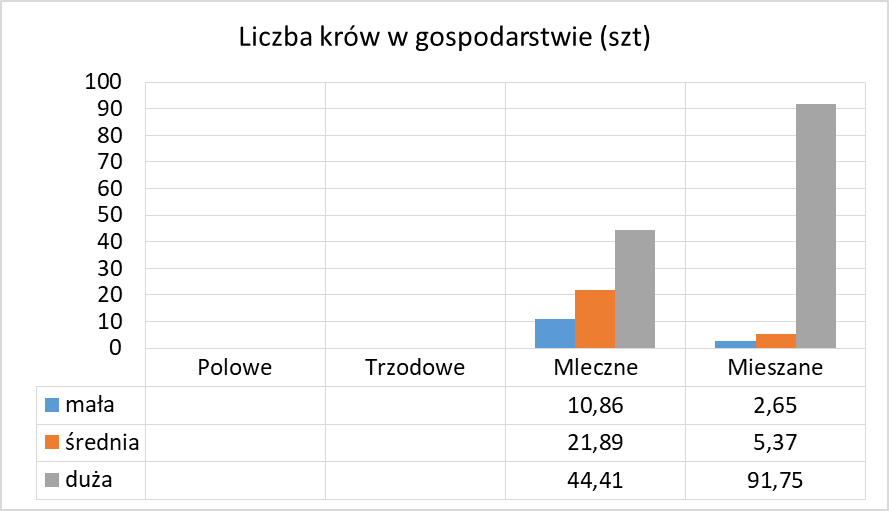 Liczba krów w gospodarstwie (szt)
100
90
80
70
60
50
40
30
20
10
0
Polowe Trzodowe Mleczne Mieszane
mała 10,86 2,65
średnia 21,89 5,37
duża 44,41 91,75